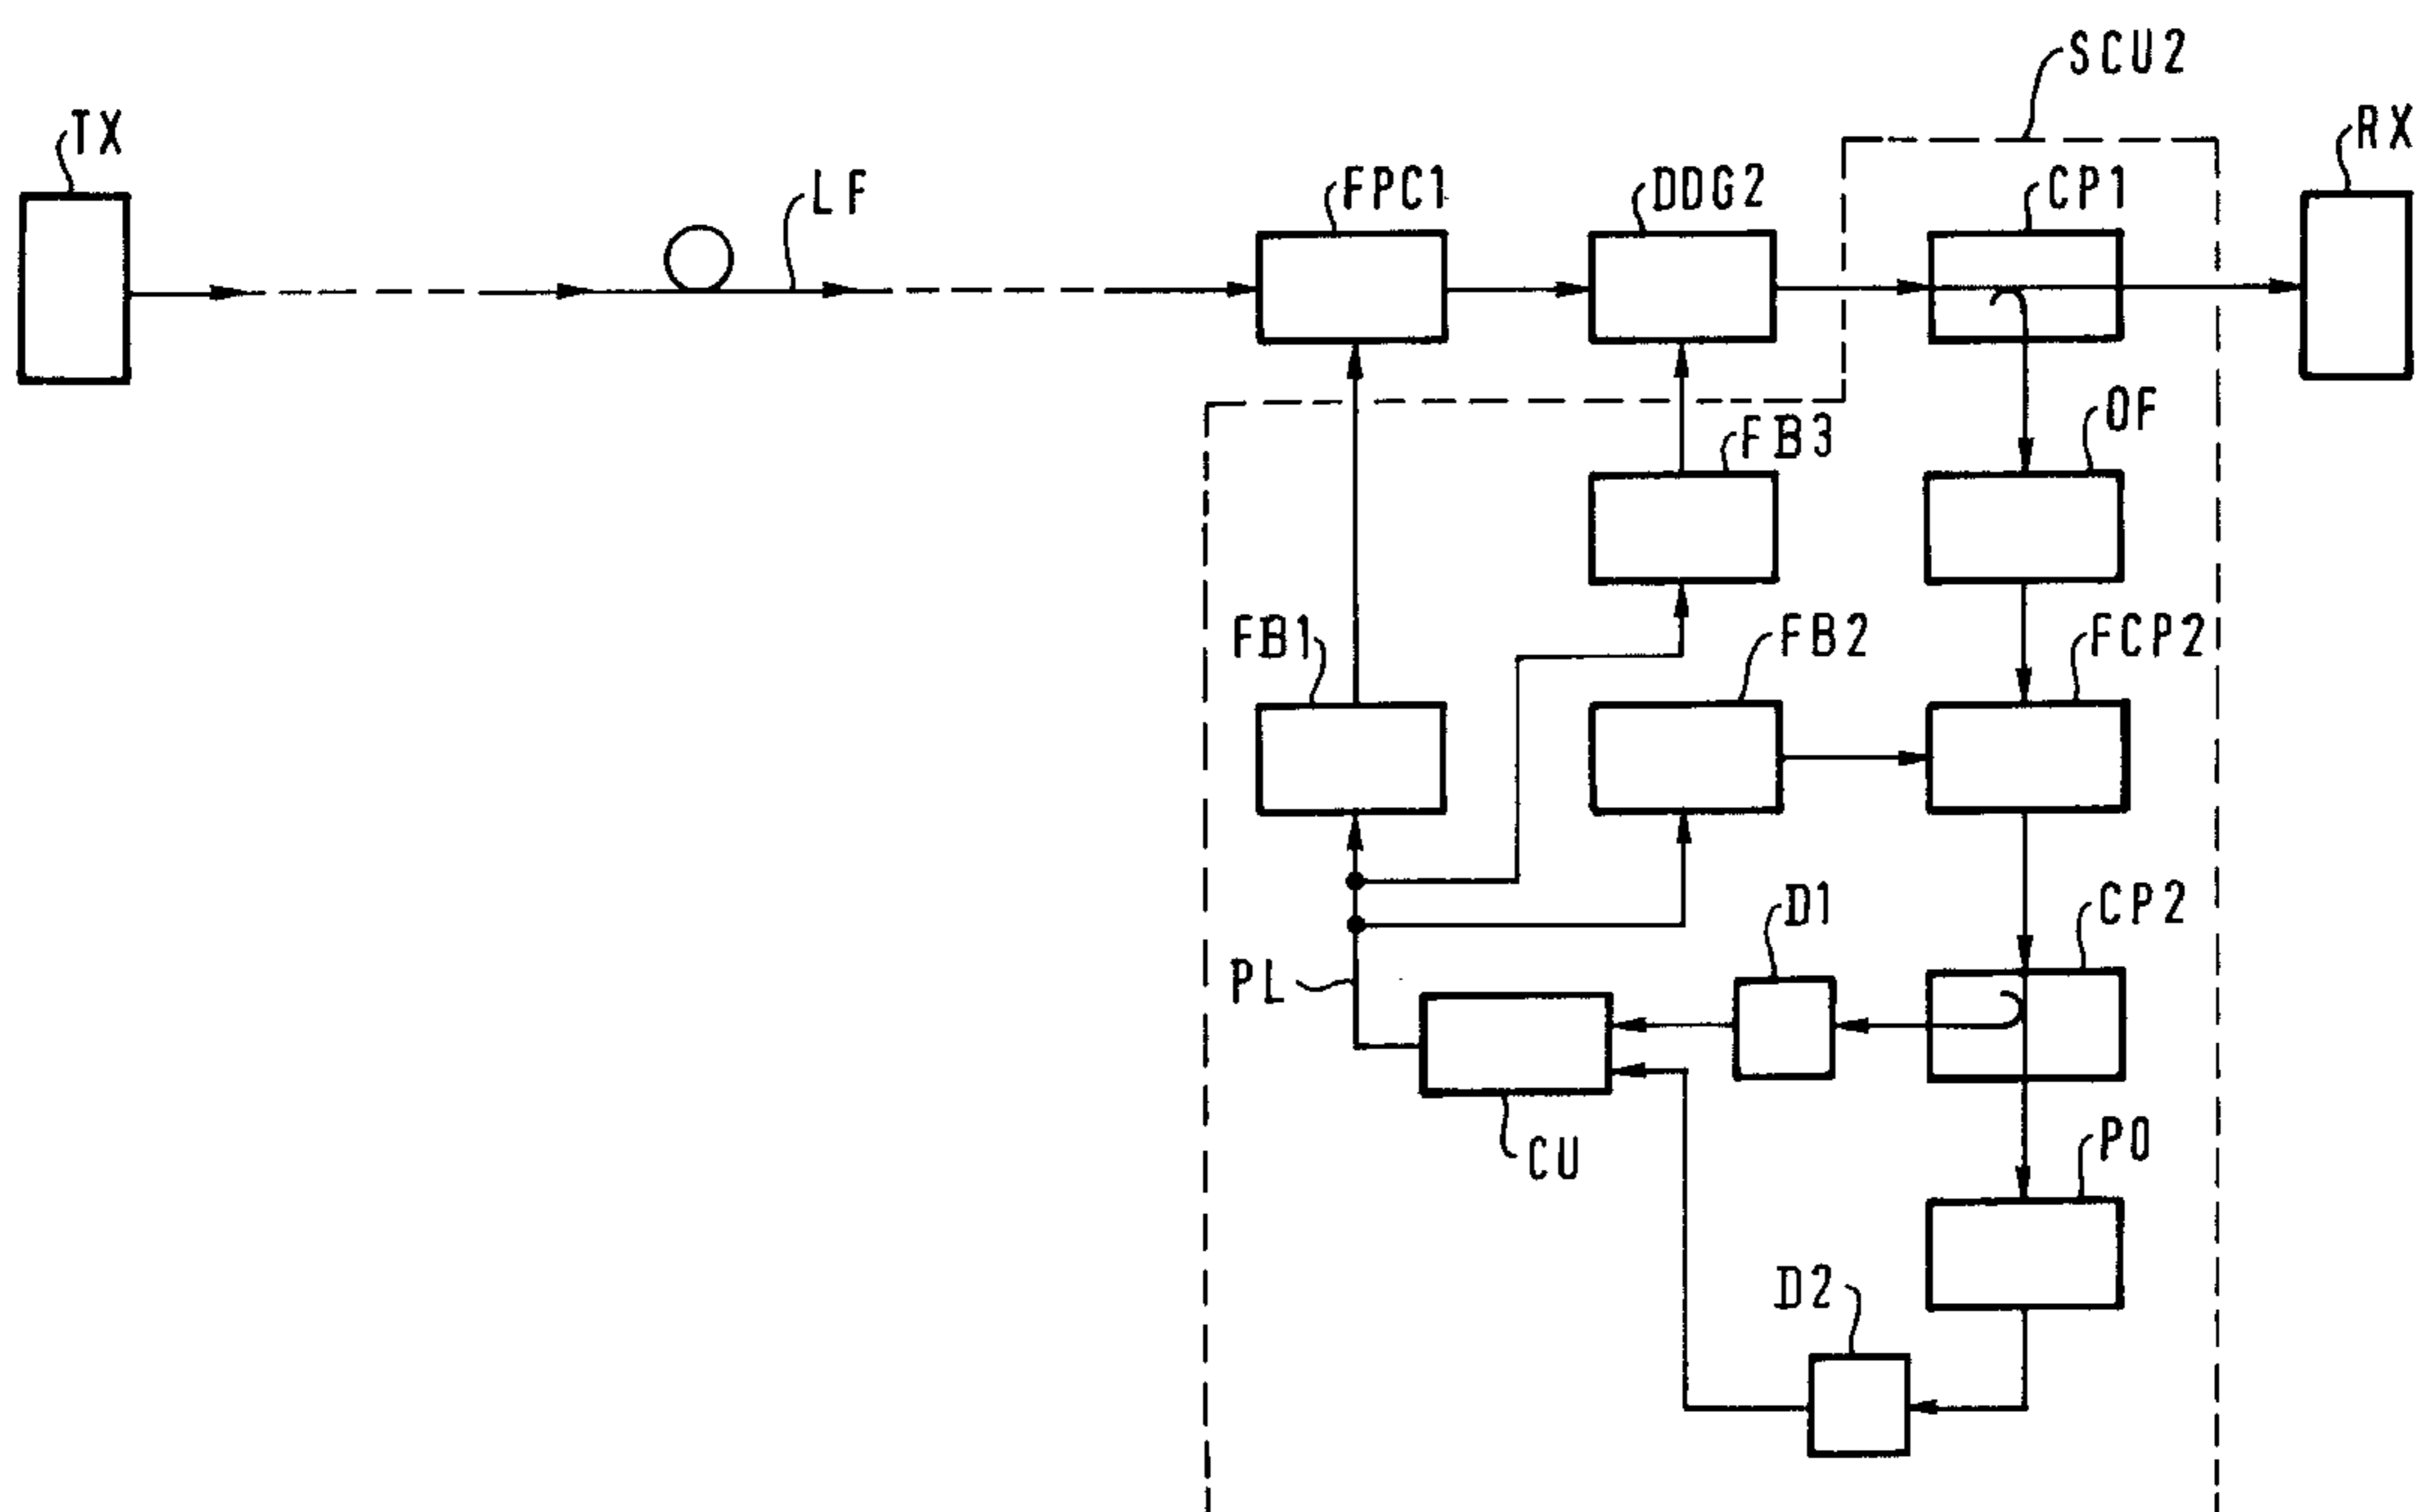 SCU2
TX
RX
LF
FPC1
DDG2
CP1
OF
FB3
FB1
FB2
FCP2
D1
CP2
PL
CU
PO
D2